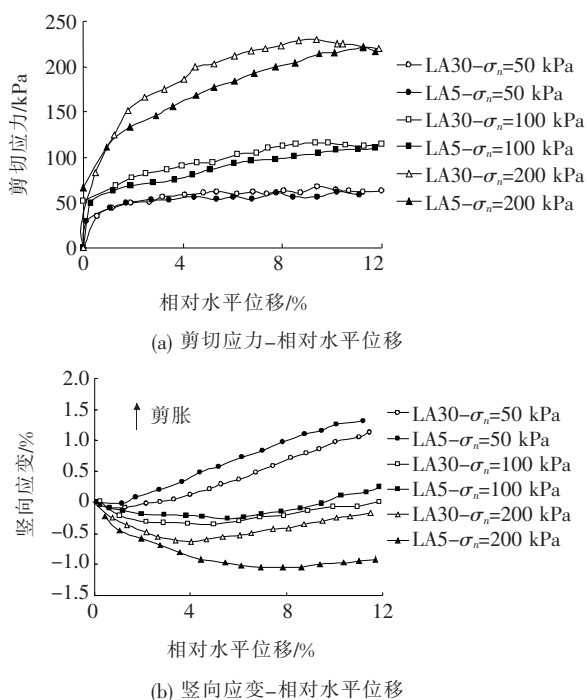 250
200
150
100
50
0
剪切应力/kPa
0
4
8
12
相对水平位移/%
LA30-σn=50 kPa
LA5-σn=50 kPa
LA30-σn=100 kPa
LA5-σn=100 kPa
LA30-σn=200 kPa
LA5-σn=200 kPa
(a) 剪切应力-相对水平位移
2.0
1.5
1.0
0.5
0
-0.5
-1.0
-1.5
竖向应变/%
剪胀
0
4
8
12
相对水平位移/%
LA30-σn=50 kPa
LA5-σn=50 kPa
LA30-σn=100 kPa
LA5-σn=100 kPa
LA30-σn=200 kPa
LA5-σn=200 kPa
(b) 竖向应变-相对水平位移